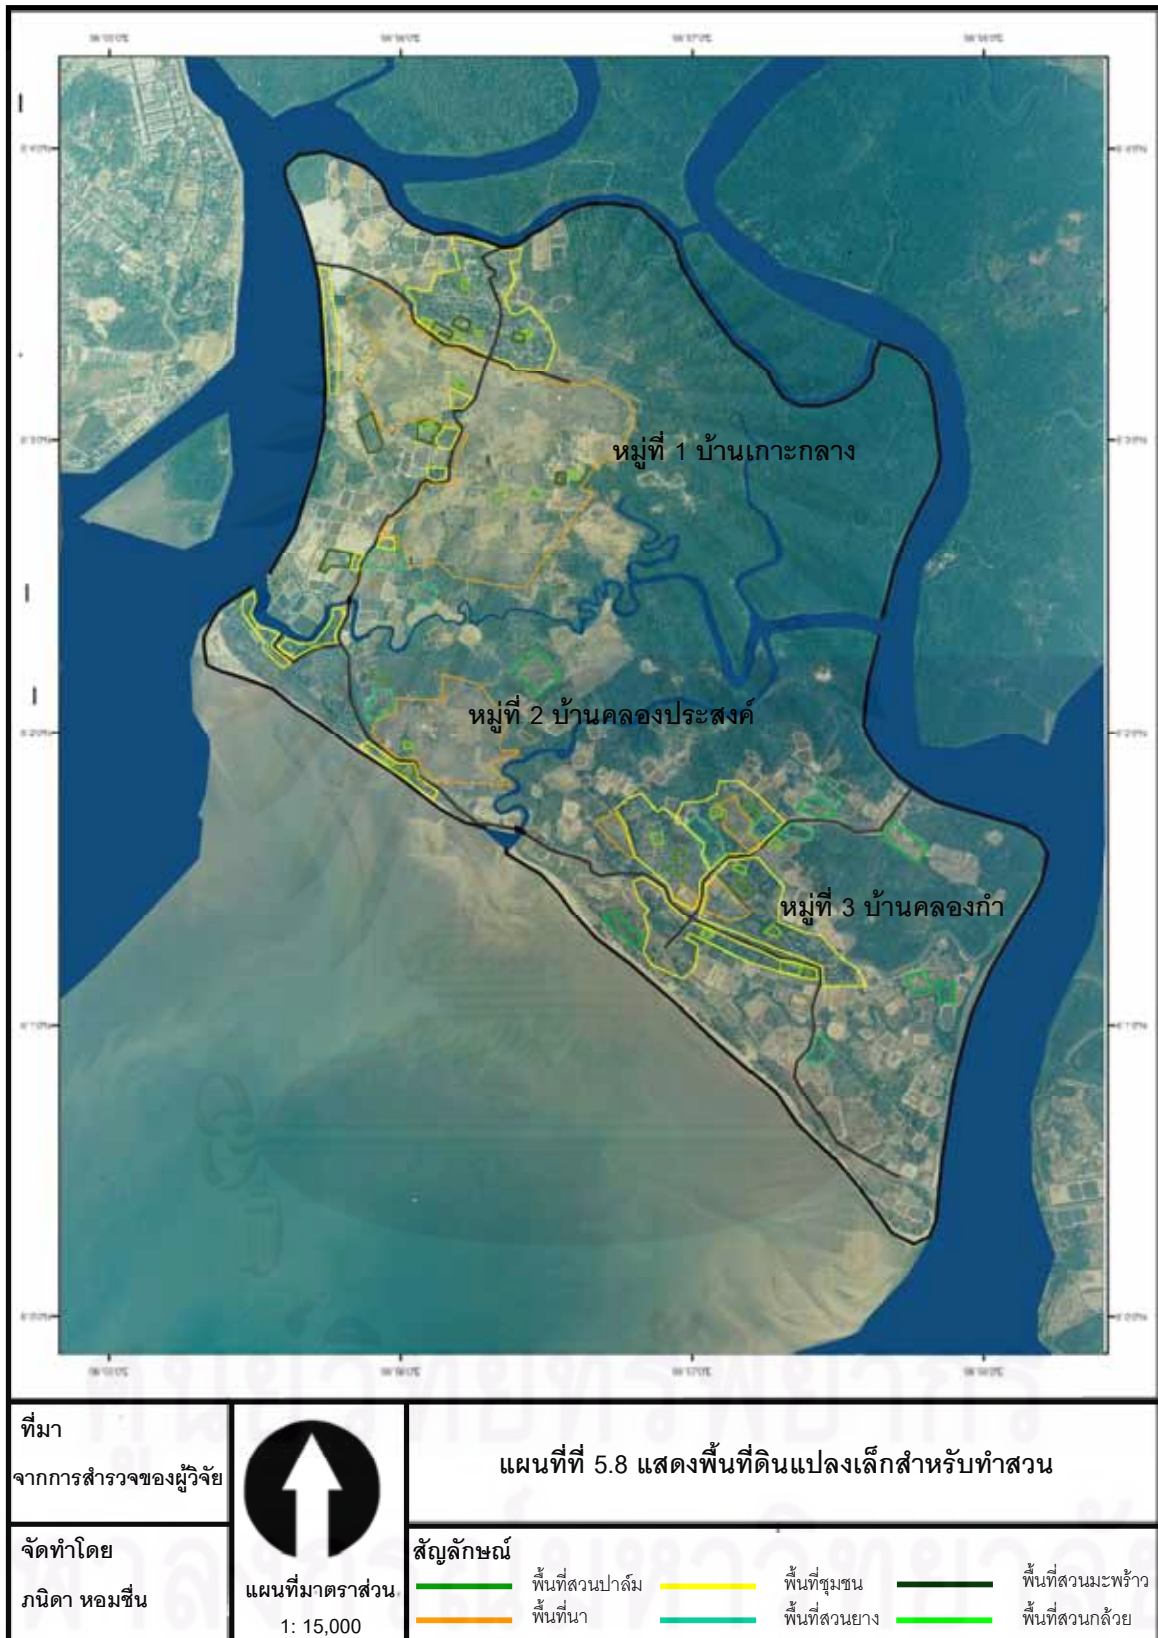 หมู่ที่ 1 บ้านเกาะกลาง
หมู่ที่ 2 บ้านคลองประสงค์
หมู่ที่ 3 บ้านคลองกำ
ที่มา
จากการสำรวจของผู้วิจัย
จัดทำโดย
ภนิดา หอมชื่น
แผนที่มาตราส่วน
1: 15,000
แผนที่ที่ 5.8 แสดงพื้นที่ดินแปลงเล็กสำหรับทำสวน
สัญลักษณ์
พื้นที่สวนปาล์ม
พื้นที่ชุมชน
พื้นที่สวนมะพร้าว
พื้นที่นา
พื้นที่สวนยาง
พื้นที่สวนกล้วย